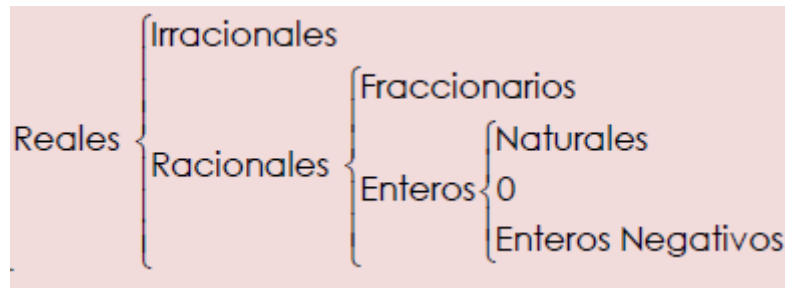 Irracionales
Fraccionarios
Reales
Naturales
Racionales
Enteros
0
Enteros Negativos